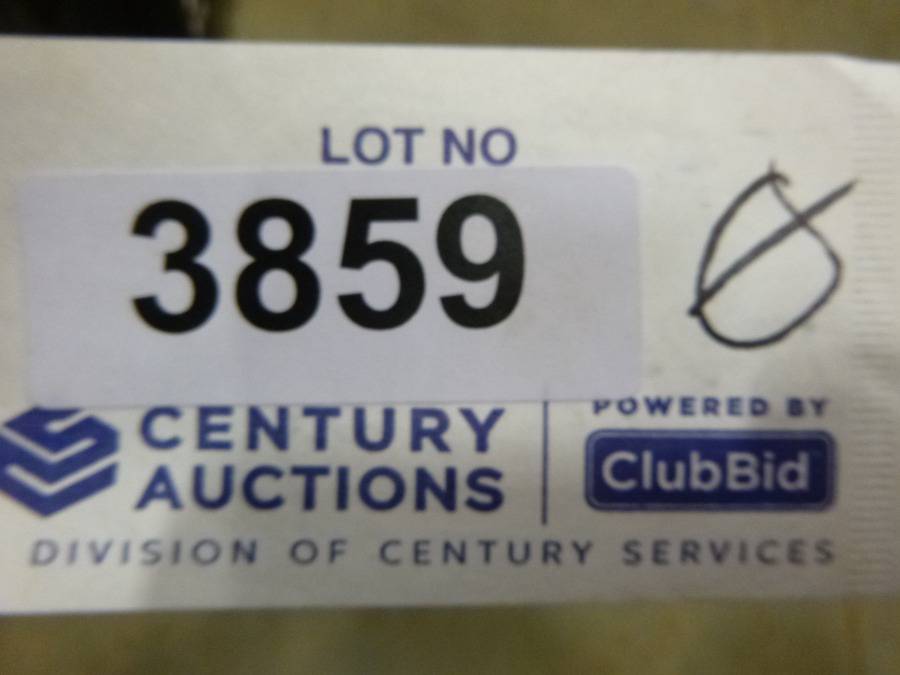 LOT NO
3859
CENTURY
AUCTIONS
POWERED BY
ClubBid
DIVISION OF CENTURY SERVICES